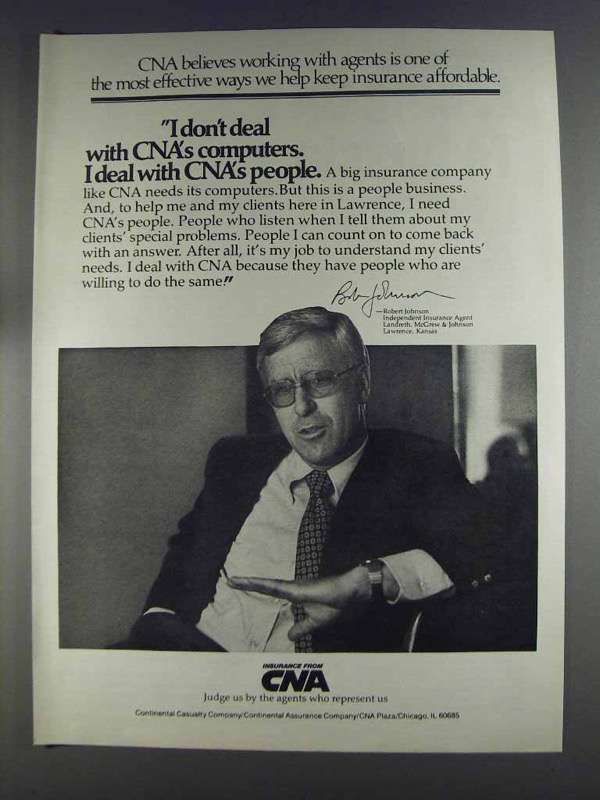 CNA believes working with agents is one of
the most effective ways we help keep insurance affordable.
"I don't deal
with CNA's computers.
I deal with CNA's people. A big insurance company
like CNA needs its computers. But this is a people business.
And, to help me and my clients here in Lawrence, I need
CNA's people. People who listen when I tell them about my
clients' special problems. People I can count on to come back
with an answer. After all, it's my job to understand my clients'
needs. I deal with CNA because they have people who are
willing to do the same."
Bob Johnson
—Robert Johnson
Independent Insurance Agent
Landreth, McGrew & Johnson
Lawrence, Kansas
INSURANCE FROM
CNA
Judge us by the agents who represent us
Continental Casualty Company/Continental Assurance Company/CNA Plaza/Chicago, IL 60685